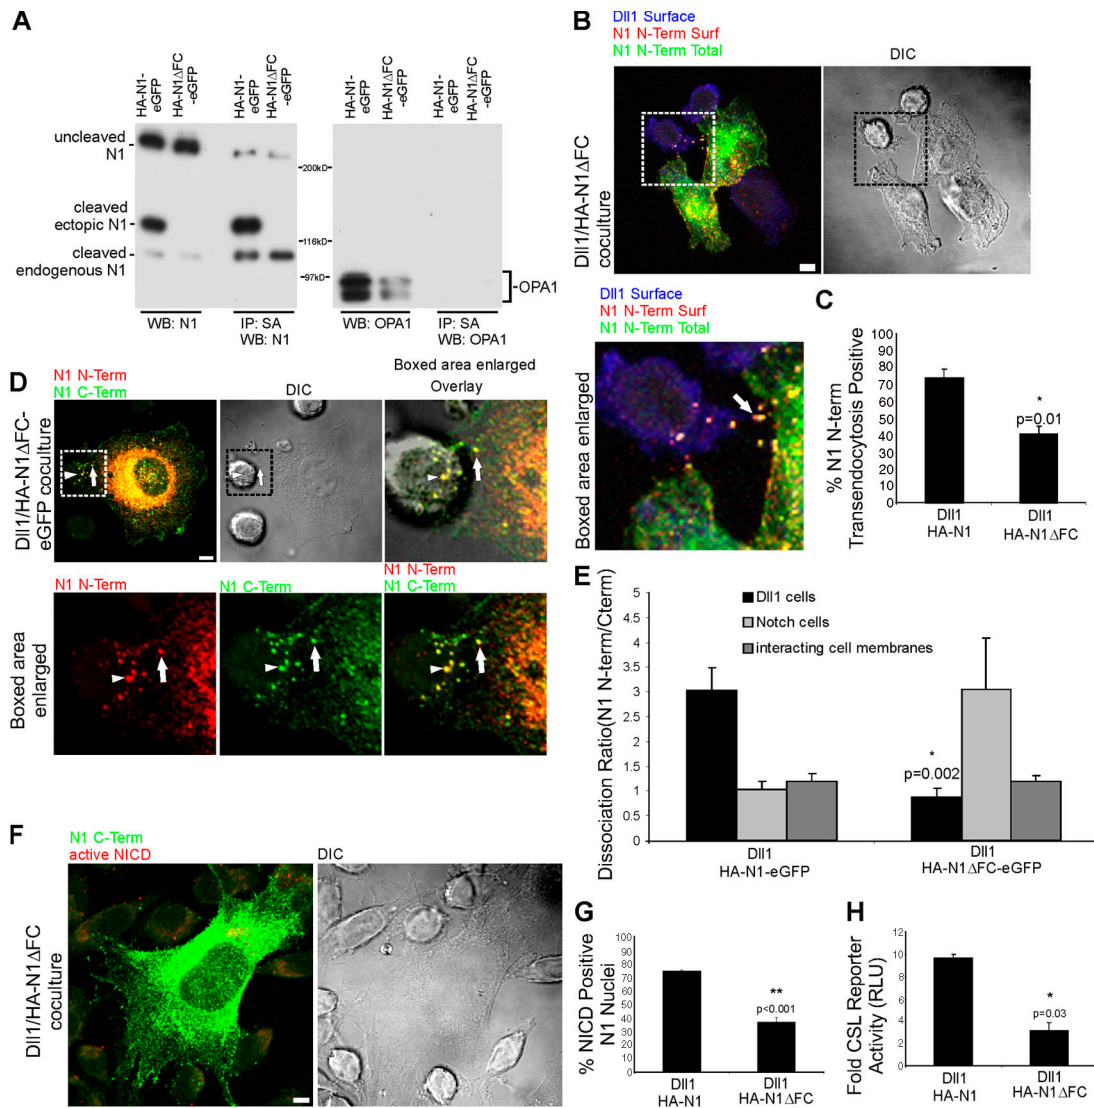 A
HA-N1-
eGFP
HA-N1ΔFC
-eGFP
HA-N1-
eGFP
HA-N1ΔFC
-eGFP
HA-N1-
eGFP
HA-N1ΔFC
-eGFP
HA-N1-
eGFP
HA-N1ΔFC
-eGFP
uncleaved
N1
cleaved
ectopic N1
cleaved
endogenous N1
200kD
116kD
97kD
OPA1
WB: N1
IP: SA
WB: N1
WB: OPA1
IP: SA
WB: OPA1
B
Dll1 Surface
N1 N-Term Surf
N1 N-Term Total
DIC
Dll1/HA-N1ΔFC
coculture
Dll1 Surface
N1 N-Term Surf
N1 N-Term Total
Boxed area enlarged
C
% N1 N-term
Transendocytosis Positive
100
90
80
70
60
50
40
30
20
10
0
*
p=0.01
Dll1
HA-N1
Dll1
HA-N1ΔFC
D
N1 N-Term
N1 C-Term
DIC
Boxed area enlarged
Overlay
Dll1/HA-N1ΔFC-
eGFP coculture
N1 N-Term
N1 C-Term
N1 N-Term
N1 C-Term
Boxed area
enlarged
E
Dissociation Ratio(N1 N-term/Cterm)
5
4.5
4
3.5
3
2.5
2
1.5
1
0.5
0
Dll1 cells
Notch cells
interacting cell membranes
*
p=0.002
Dll1
HA-N1-eGFP
Dll1
HA-N1ΔFC-eGFP
F
N1 C-Term
active NICD
DIC
Dll1/HA-N1ΔFC
coculture
G
% NICD Positive
N1 Nuclei
100
90
80
70
60
50
40
30
20
10
0
**
p<0.001
Dll1
HA-N1
Dll1
HA-N1ΔFC
H
Fold CSL Reporter
Activity (RLU)
12
10
8
6
4
2
0
*
p=0.03
Dll1
HA-N1
Dll1
HA-N1ΔFC